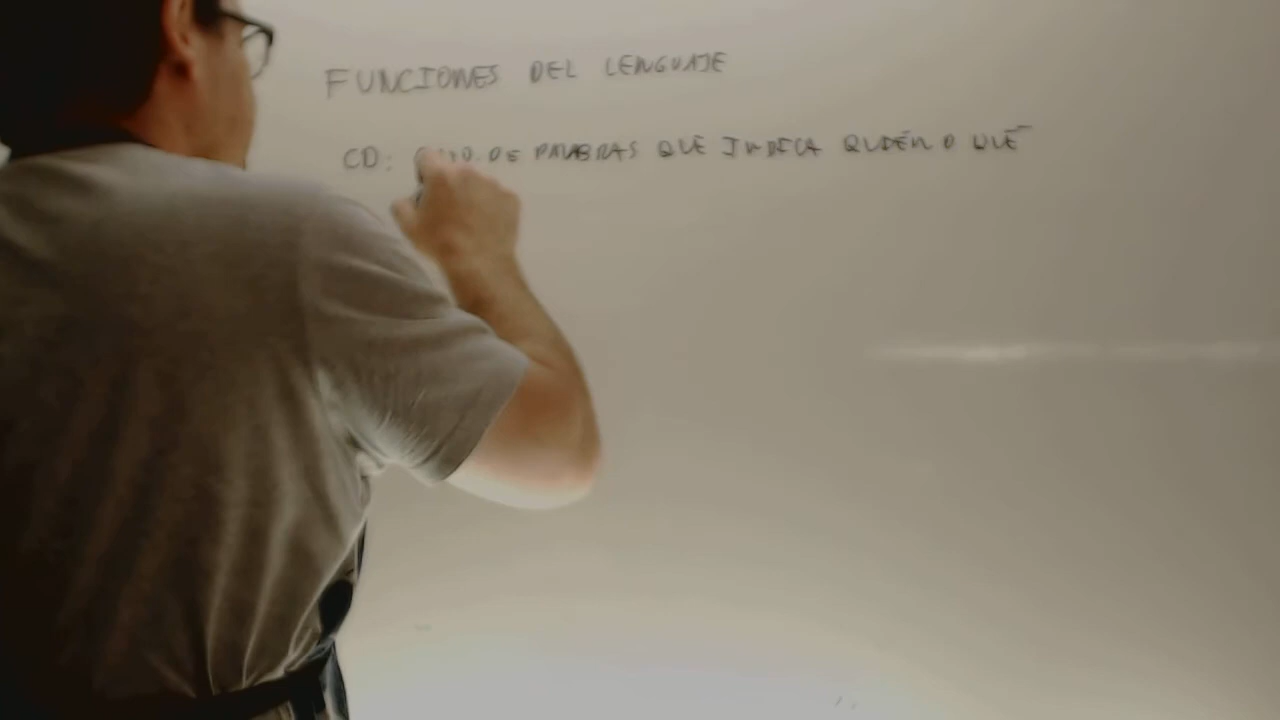 FUNCIONES DEL LENGUAJE
CD: DE PALABRAS QUE INDICA QUIÉN O QUÉ